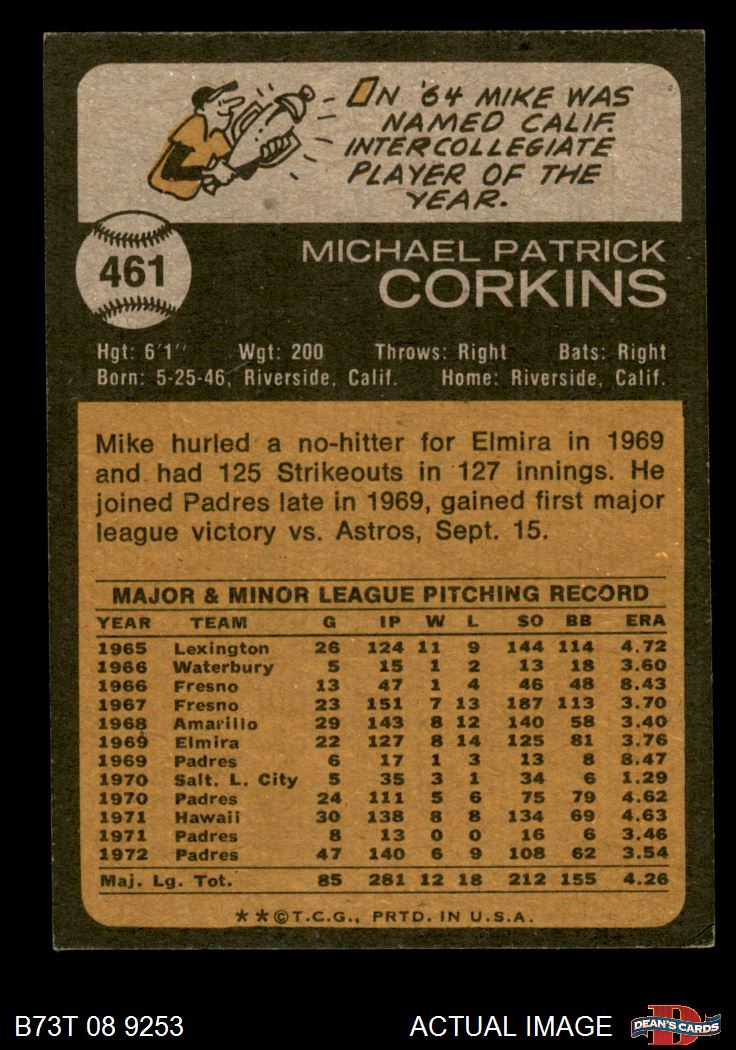 IN '64 MIKE WAS
NAMED CALIF.
INTERCOLLEGIATE
PLAYER OF THE
YEAR.
461
MICHAEL PATRICK
CORKINS
Hgt: 6'1" Wgt: 200 Throws: Right Bats: Right
Born: 5-25-46, Riverside, Calif. Home: Riverside, Calif.
Mike hurled a no-hitter for Elmira in 1969
and had 125 Strikeouts in 127 innings. He
joined Padres late in 1969, gained first major
league victory vs. Astros, Sept. 15.
MAJOR & MINOR LEAGUE PITCHING RECORD
YEAR TEAM G IP W L SO BB ERA
1965 Lexington 26 124 11 9 144 114 4.72
1966 Waterbury 5 15 1 2 13 18 3.60
1966 Fresno 13 47 1 4 46 48 8.43
1967 Fresno 23 151 7 13 187 113 3.70
1968 Amarillo 29 143 8 12 140 58 3.40
1969 Elmira 22 127 8 14 125 81 3.76
1969 Padres 6 17 1 3 13 8 8.47
1970 Salt. L. City 5 35 3 1 34 6 1.29
1970 Padres 24 111 5 6 75 79 4.62
1971 Hawaii 30 138 8 8 134 69 4.63
1971 Padres 8 13 0 0 16 6 3.46
1972 Padres 47 140 6 9 108 62 3.54
Maj. Lg. Tot. 85 281 12 18 212 155 4.26
★★©T.C.G., PRTD. IN U.S.A.
B73T 08 9253 ACTUAL IMAGE D DEAN'S CARDS